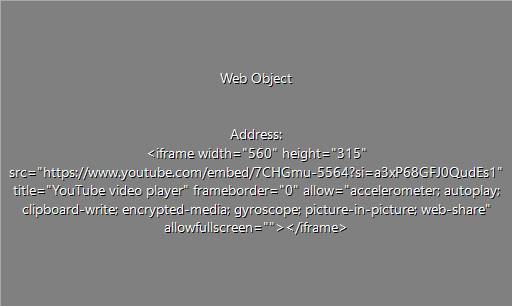 Web Object
Address:
<iframe width="560" height="315"
src="https://www.youtube.com/embed/7CHGmu-5564?si=a3xP68GFJ0QudEs1"
title="YouTube video player" frameborder="0" allow="accelerometer; autoplay;
clipboard-write; encrypted-media; gyroscope; picture-in-picture; web-share"
allowfullscreen=""></iframe>